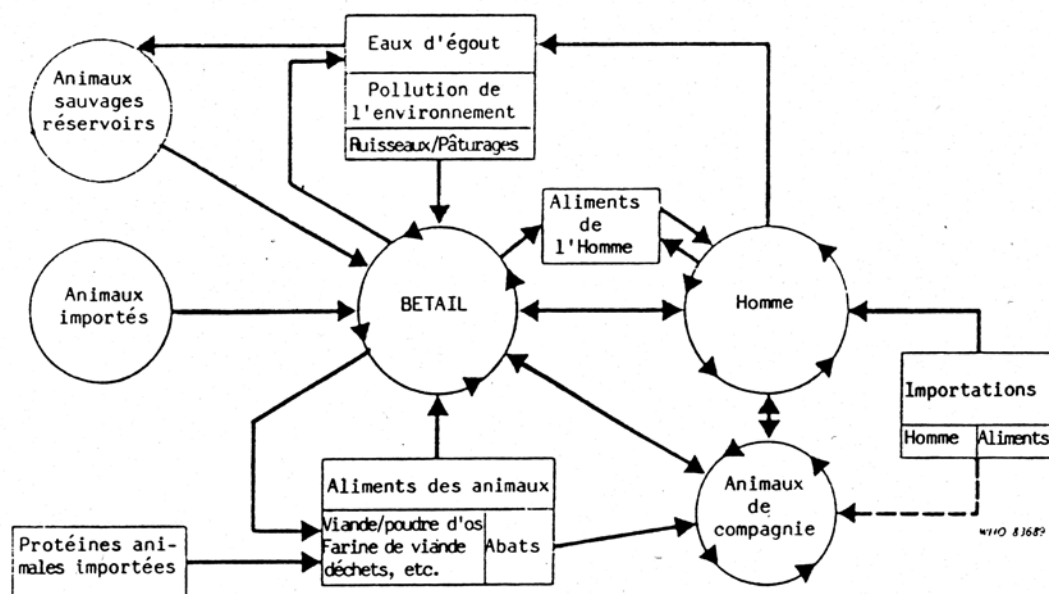 Eaux d'égout
Pollution de
l'environnement
Ruisseaux/Pâturages
Animaux
sauvages
réservoirs
Aliments
de
l'Homme
Animaux
importés
BETAIL
Homme
Importations
Homme
Aliments
Aliments des animaux
Viande/poudre d'os
Farine de viande
déchets, etc.
Abats
Animaux
de
compagnie
Protéines ani-
males importées
WHO 83689